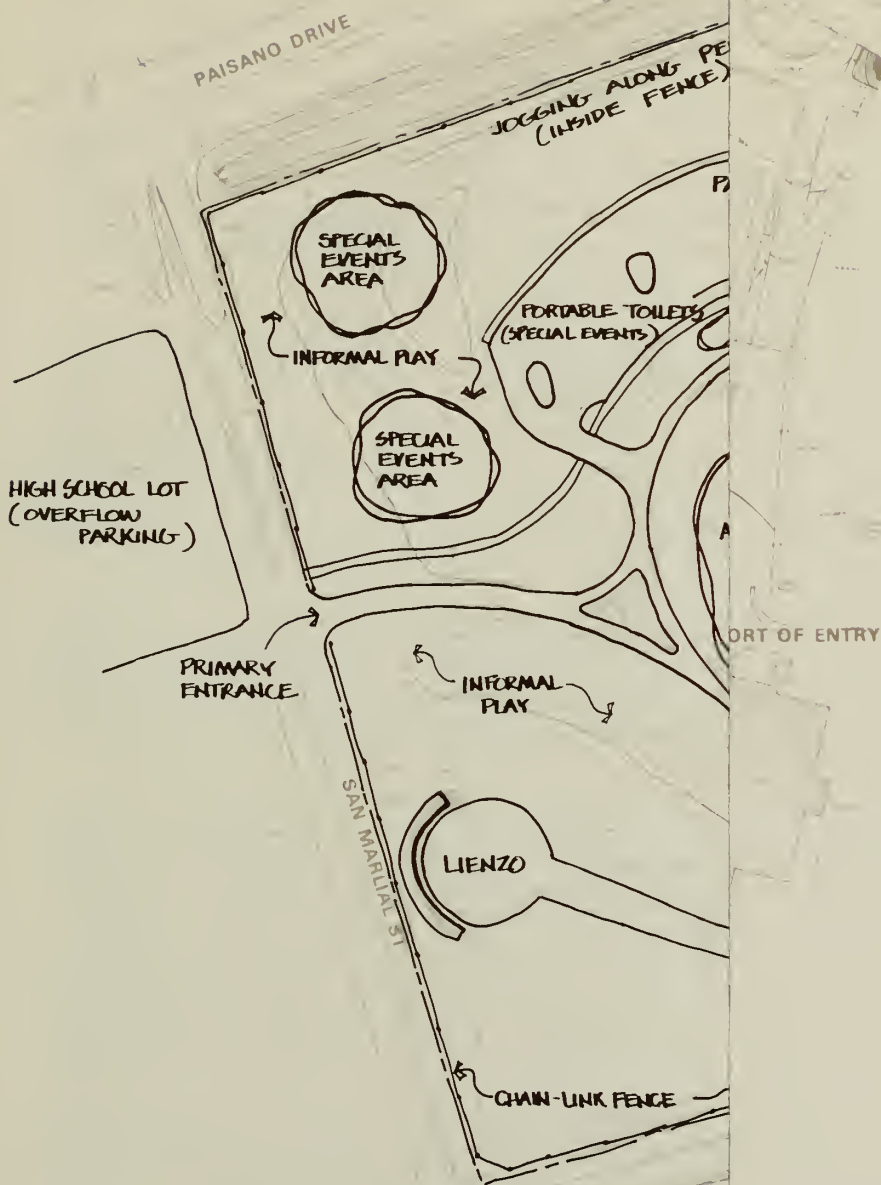 PAISANO DRIVE
JOGGING ALONG PE
(INSIDE FENCE)
SPECIAL
EVENTS
AREA
PORTABLE TOILETS
(SPECIAL EVENTS)
INFORMAL PLAY
SPECIAL
EVENTS
AREA
HIGH SCHOOL LOT
(OVERFLOW
PARKING)
ORT OF ENTRY
PRIMARY
ENTRANCE
INFORMAL
PLAY
SAN MARLIAL ST
LIENZO
CHAIN-LINK FENCE